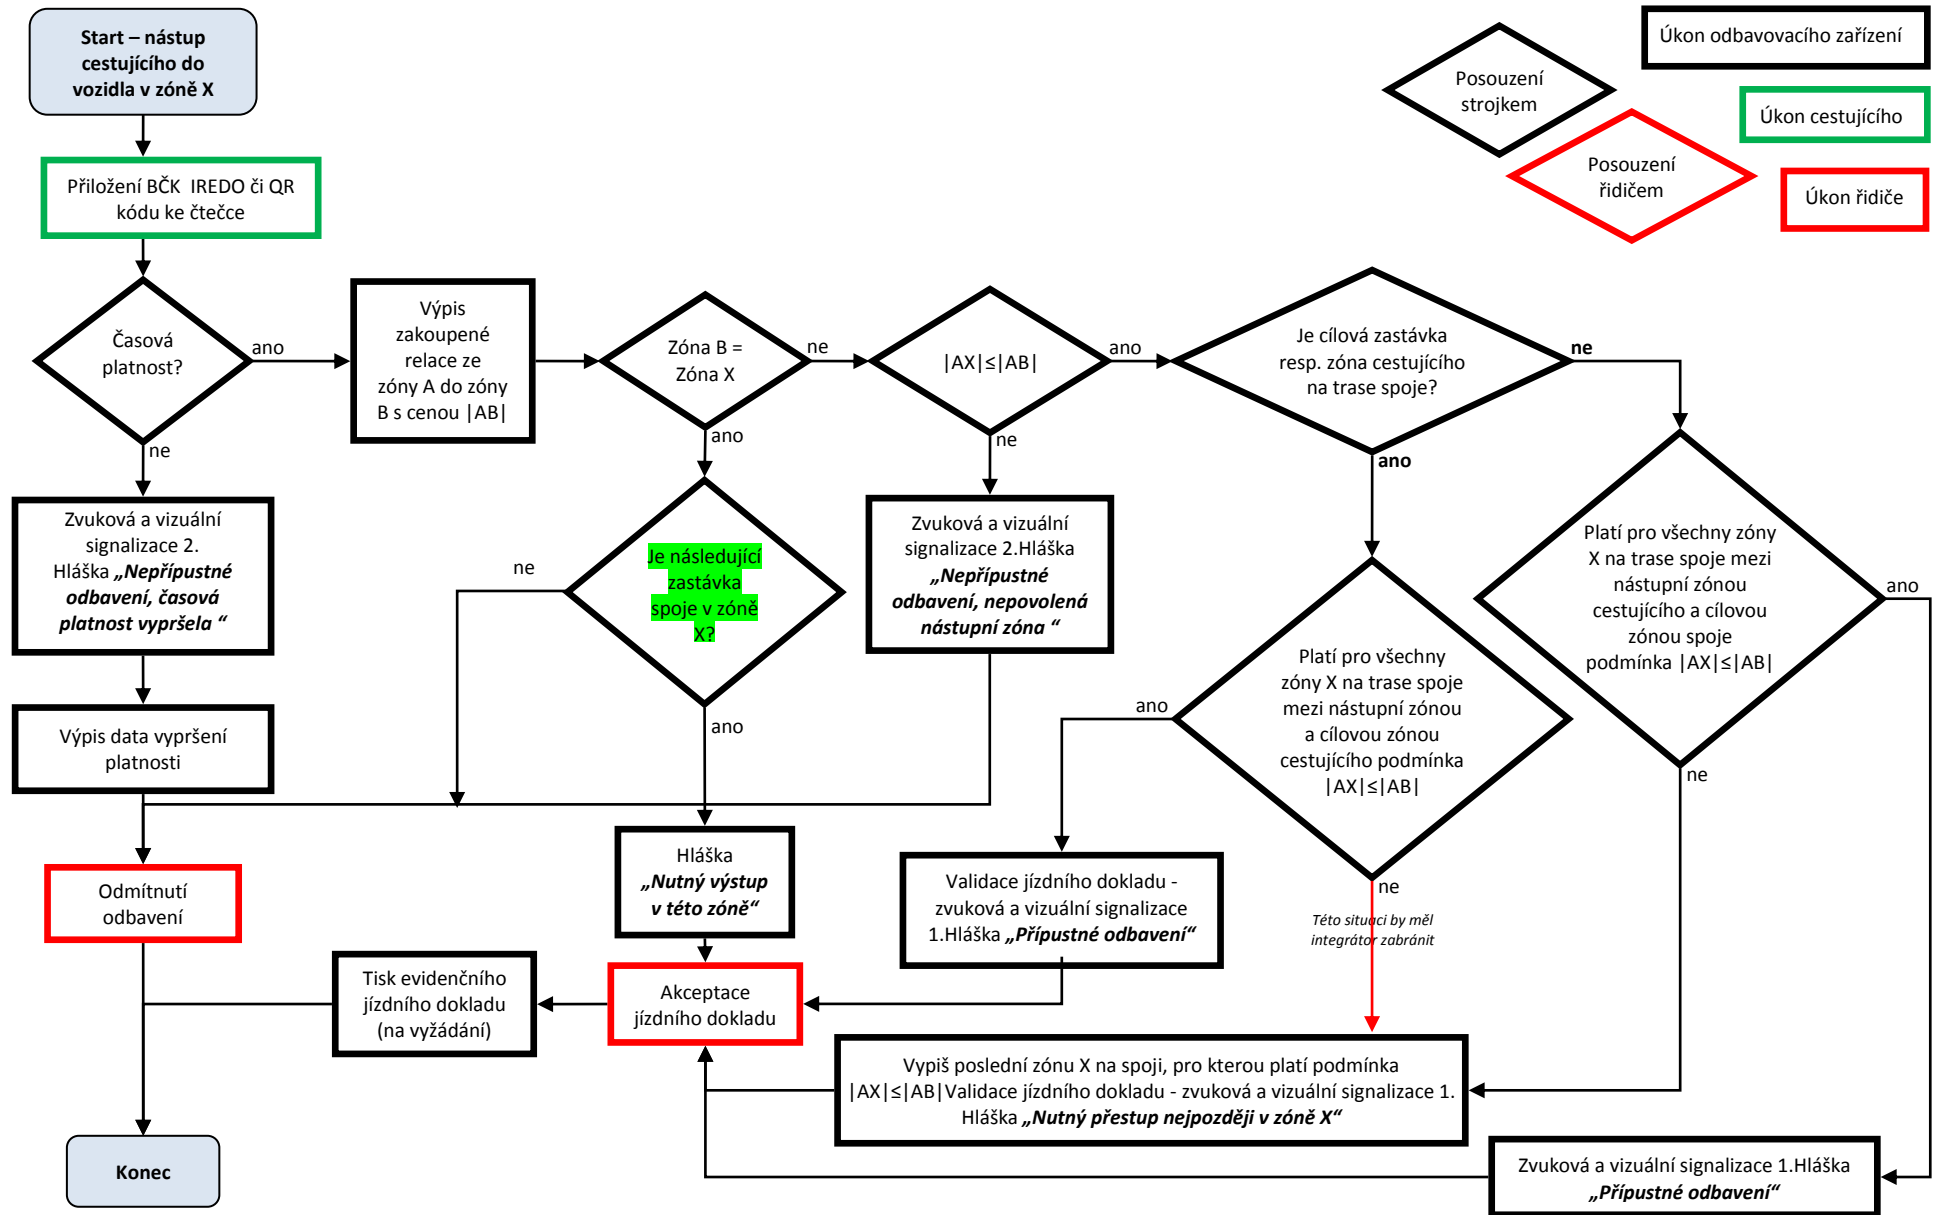 Start – nástup
cestujícího do
vozidla v zóně X
Úkon odbavovacího zařízení
Posouzení
strojkem
Úkon cestujícího
Posouzení
řidičem
Úkon řidiče
Přiložení BČK  IREDO či QR
kódu ke čtečce
Časová
platnost?
ano
ne
Výpis
zakoupené
relace ze
zóny A do zóny
B s cenou |AB|
Zóna B =
Zóna X
ne
ano
|AX|≤|AB|
ano
ne
Je cílová zastávka
resp. zóna cestujícího
na trase spoje?
ne
ano
Zvuková a vizuální
signalizace 2.
Hláška „Nepřípustné
odbavení, časová
platnost vypršela “
Je následující
zastávka
spoje v zóně
X?
ne
ano
Zvuková a vizuální
signalizace 2.Hláška
„Nepřípustné
odbavení, nepovolená
nástupní zóna “
Platí pro všechny zóny
X na trase spoje mezi
nástupní zónou
cestujícího a cílovou
zónou spoje
podmínka |AX|≤|AB|
ano
ne
Platí pro všechny
zóny X na trase spoje
mezi nástupní zónou
a cílovou zónou
cestujícího podmínka
|AX|≤|AB|
ano
ne
Této situaci by měl
integrátor zabránit
Výpis data vypršení
platnosti
Hláška
„Nutný výstup
v této zóně“
Validace jízdního dokladu -
zvuková a vizuální signalizace
1.Hláška „Přípustné odbavení“
Odmítnutí
odbavení
Tisk evidenčního
jízdního dokladu
(na vyžádání)
Akceptace
jízdního dokladu
Vypiš poslední zónu X na spoji, pro kterou platí podmínka
|AX|≤|AB|Validace jízdního dokladu - zvuková a vizuální signalizace 1.
Hláška „Nutný přestup nejpozději v zóně X“
Konec
Zvuková a vizuální signalizace 1.Hláška
„Přípustné odbavení“